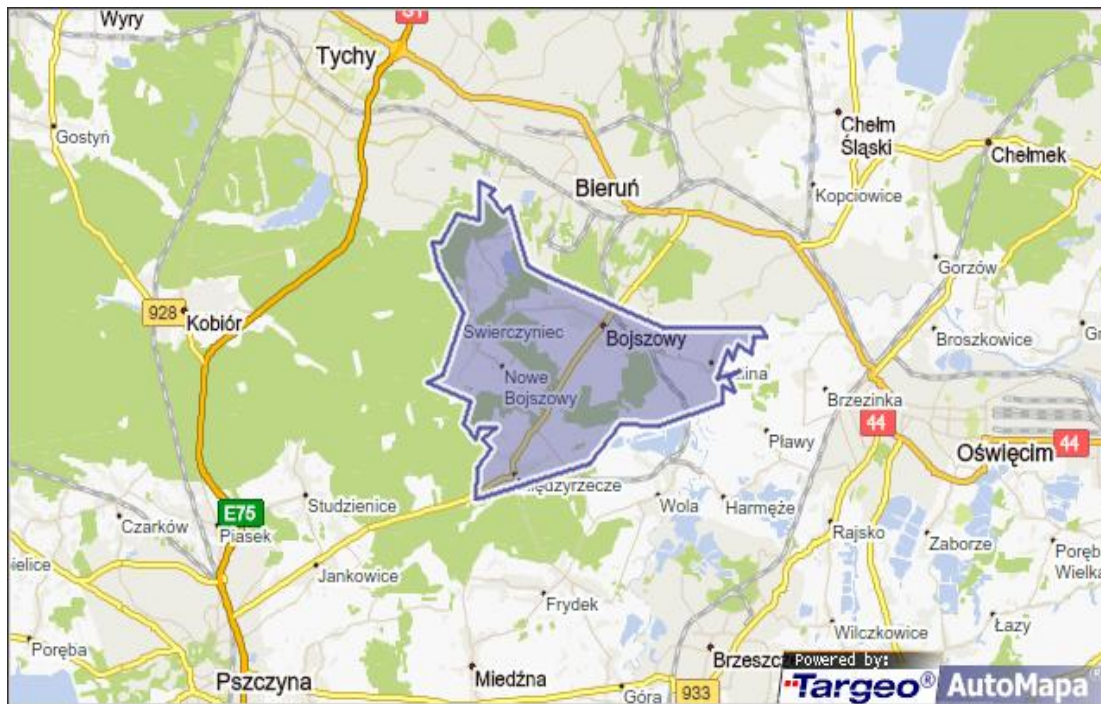 Wyry
Tychy
Gostyń
Chełm
Śląski
Chełmek
Bieruń
Kopciowice
Gorzów
928
Kobiór
Świerczyniec
Bojszowy
Broszkowice
Nowe
Bojszowy
Brzezinka
44
Pławy
Oświęcim
44
E75
Studzienice
Wola
Harmęże
Czarków
Piasek
Rajsko
Zaborze
Poręba
Wielka
Jankowice
Frydek
Wilczkowice
Łazy
Poręba
Pszczyna
Miedźna
Góra
933
Powered by:
Targeo®
AutoMapa®